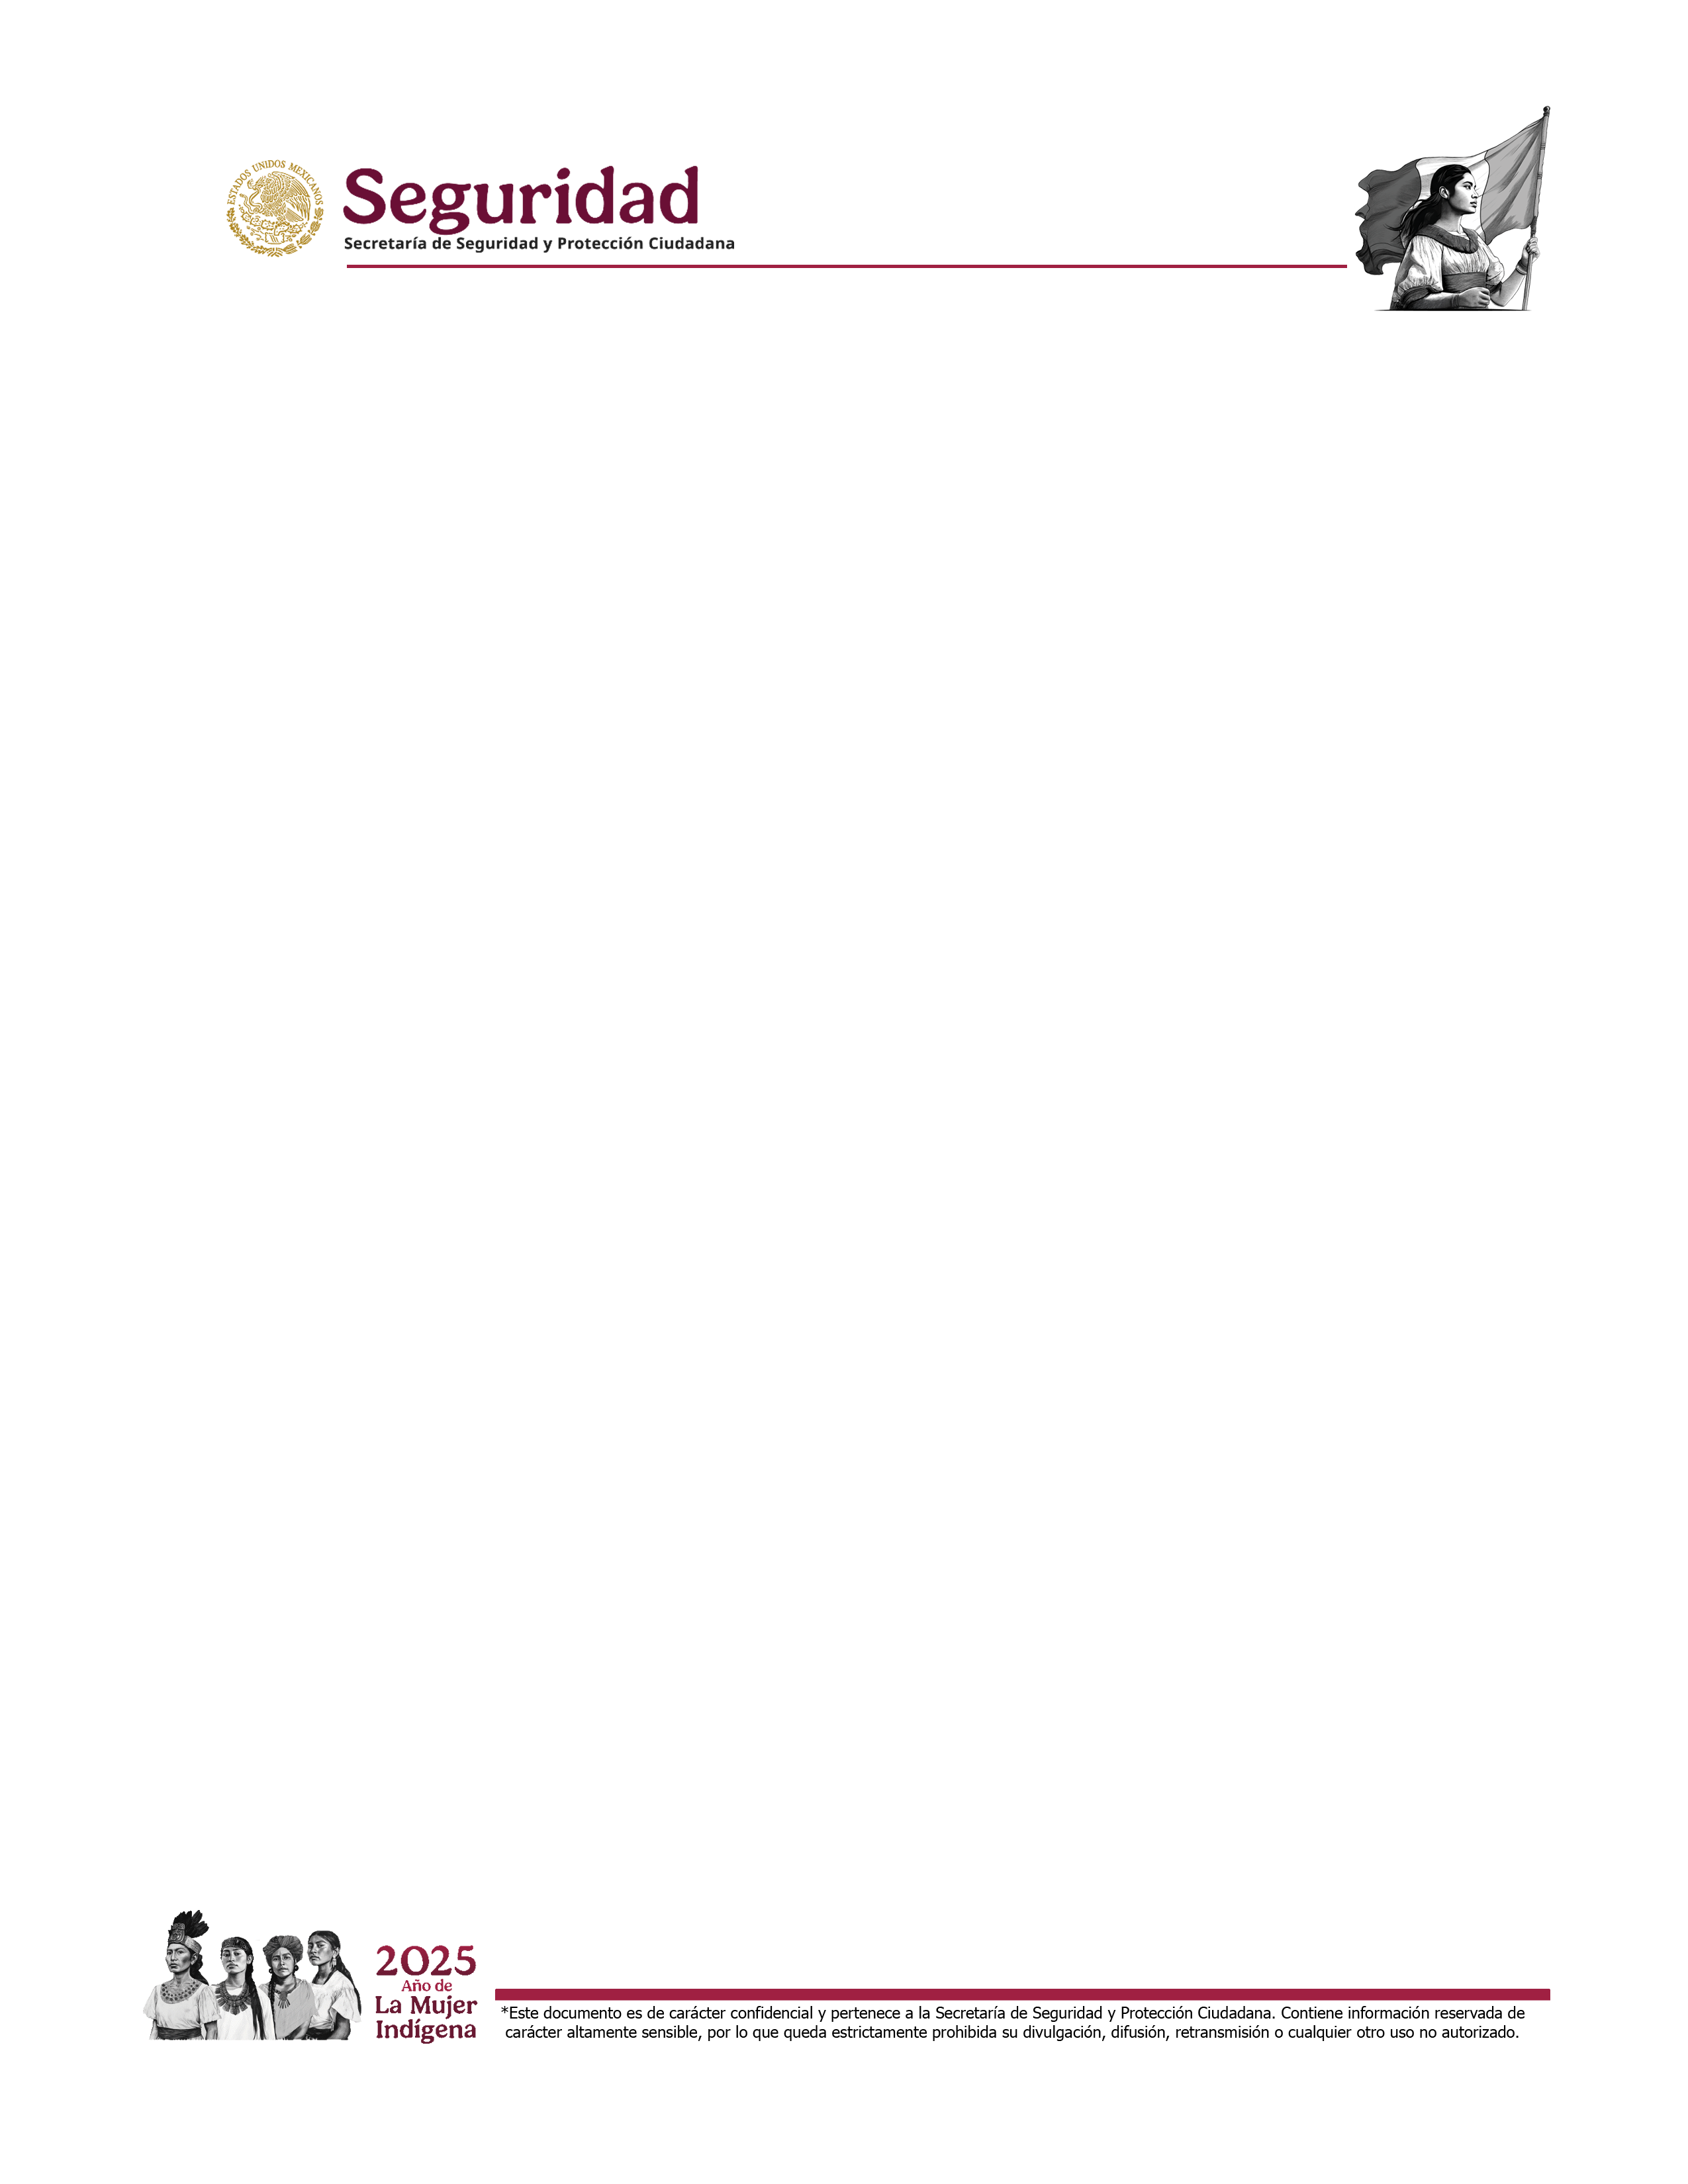 ESTADOS UNIDOS MEXICANOS
Seguridad
Secretaría de Seguridad y Protección Ciudadana
2025
Año de
La Mujer
Indígena
*Este documento es de carácter confidencial y pertenece a la Secretaría de Seguridad y Protección Ciudadana. Contiene información reservada de
carácter altamente sensible, por lo que queda estrictamente prohibida su divulgación, difusión, retransmisión o cualquier otro uso no autorizado.